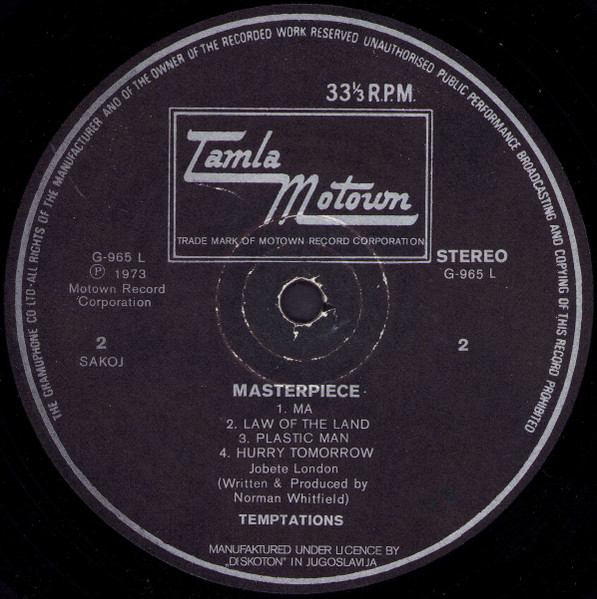 THE GRAMUPHONE CO LTD-ALL RIGHTS OF THE MANUFACTURER AND OF THE OWNER OF THE RECORDED WORK RESERVED UNAUTHORISED PUBLIC PERFORMANCE BROADCASTING AND COPYING OF THIS RECORD PROHIBITED
33⅓ R.P.M.
Tamla
Motown
TRADE MARK OF MOTOWN RECORD CORPORATION
G-965 L
Ⓟ 1973
Motown Record
Corporation
STEREO
G-965 L
2
SAKOJ
2
MASTERPIECE
1. MA
2. LAW OF THE LAND
3. PLASTIC MAN
4. HURRY TOMORROW
Jobete London
(Written & Produced by
Norman Whitfield)
TEMPTATIONS
MANUFAKTURED UNDER LICENCE BY
„DISKOTON" IN JUGOSLAVIJA